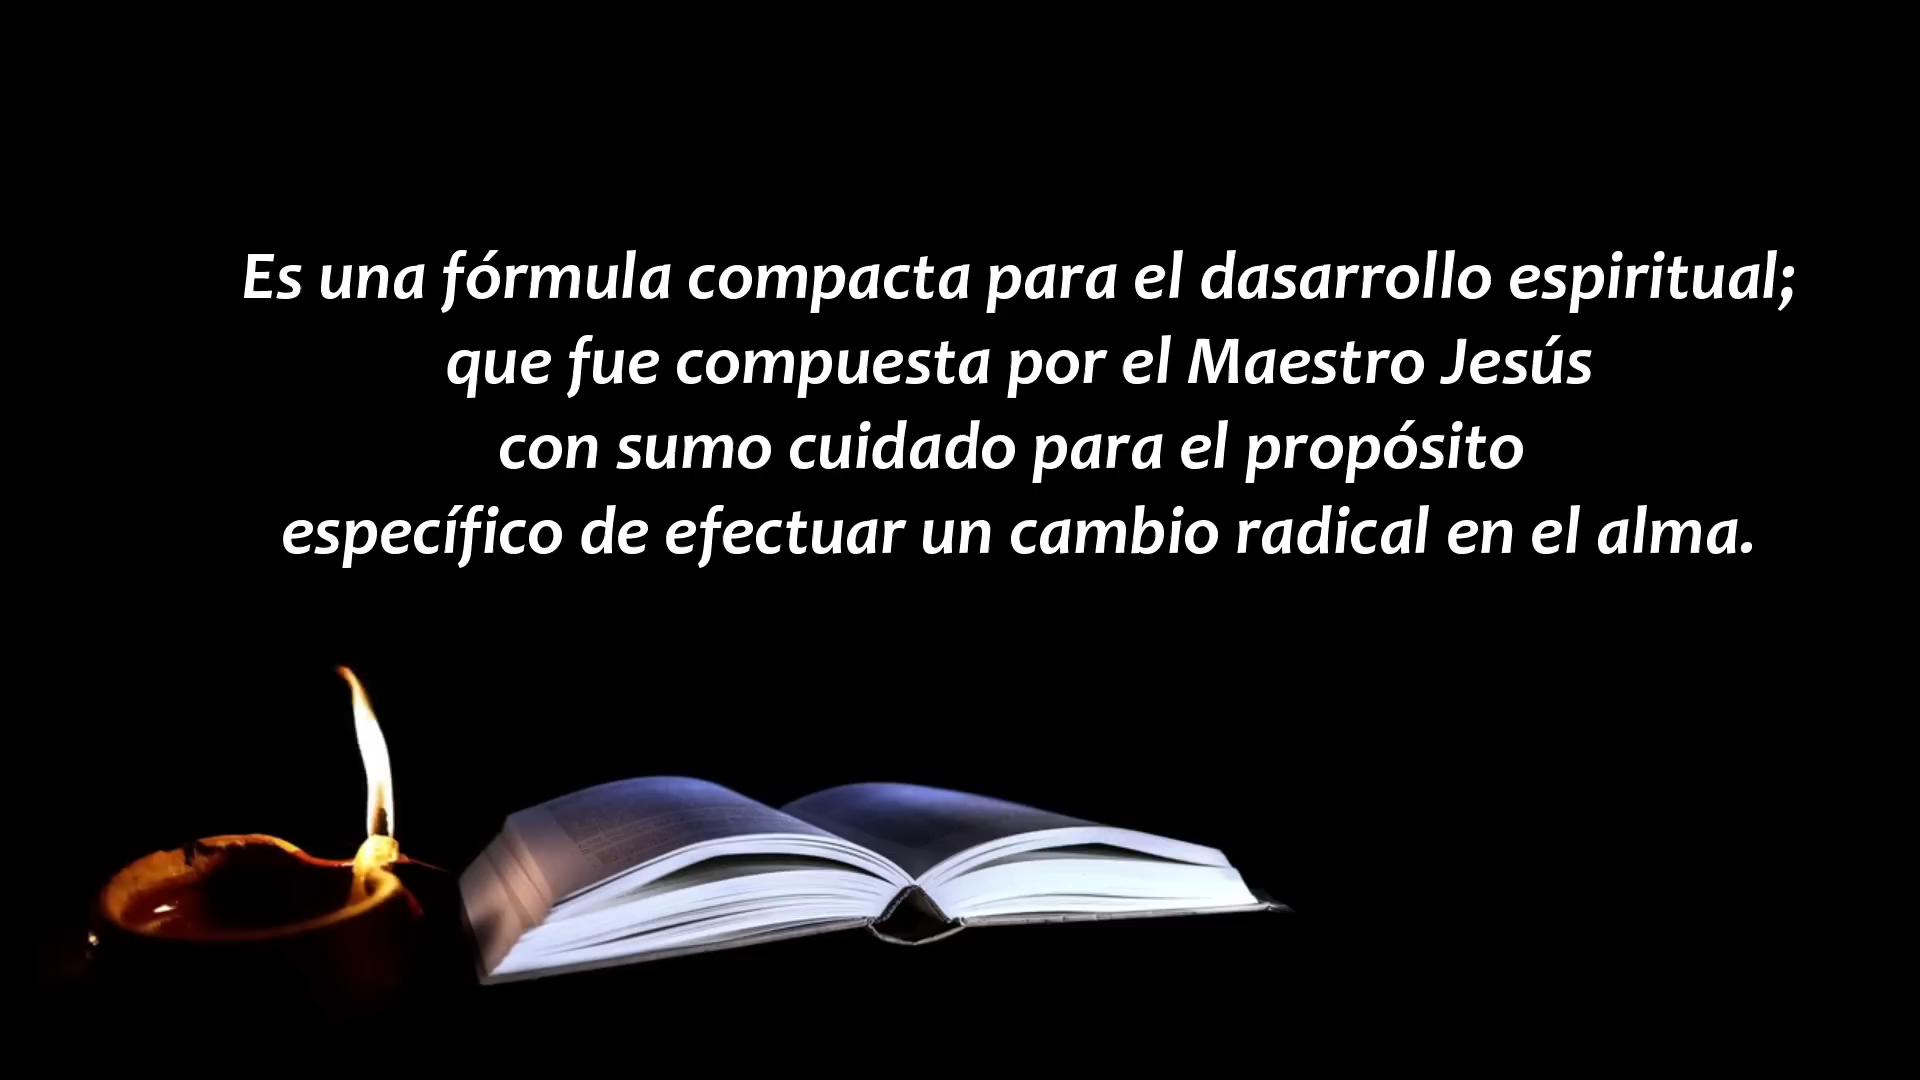 Es una fórmula compacta para el dasarrollo espiritual;
que fue compuesta por el Maestro Jesús
con sumo cuidado para el propósito
específico de efectuar un cambio radical en el alma.